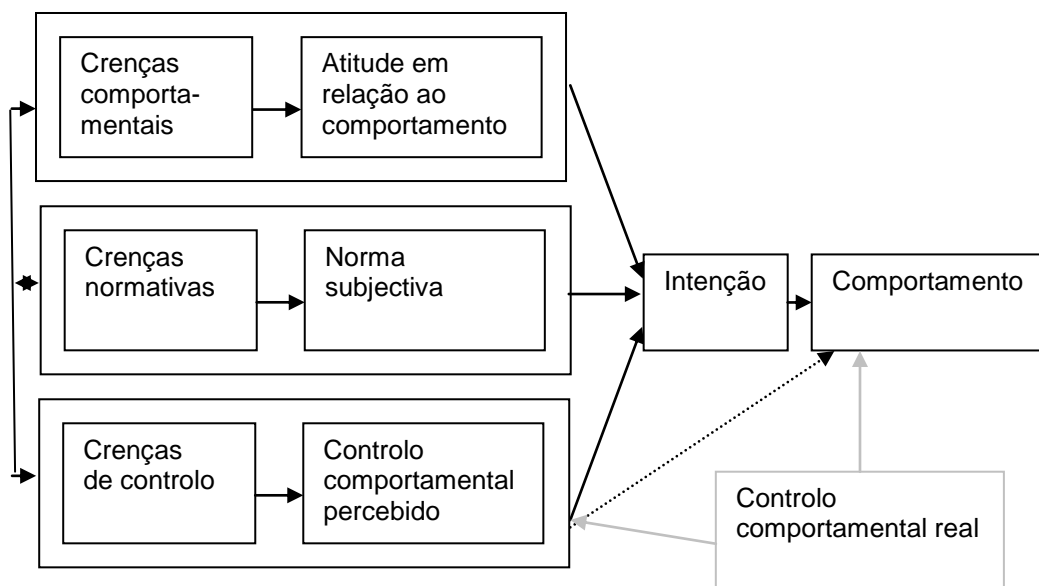 Crenças
comporta-
mentais
Atitude em
relação ao
comportamento
Crenças
normativas
Norma
subjectiva
Intenção
Comportamento
Crenças
de controlo
Controlo
comportamental
percebido
Controlo
comportamental real